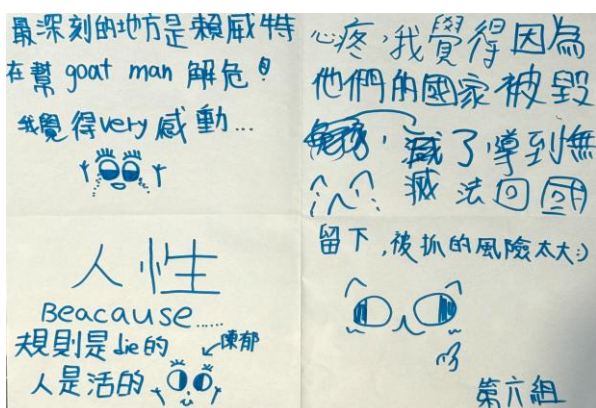 最深刻的地方是賴威特
在幫 goat man 解危!
我覺得very感動...
心疼,我覺得因為
他們的國家被毀
,滅了導到無
滅法回國
人性
Beacause......
規則是die的
陳郁
人是活的
留下,被抓的風險太大:)
第六組